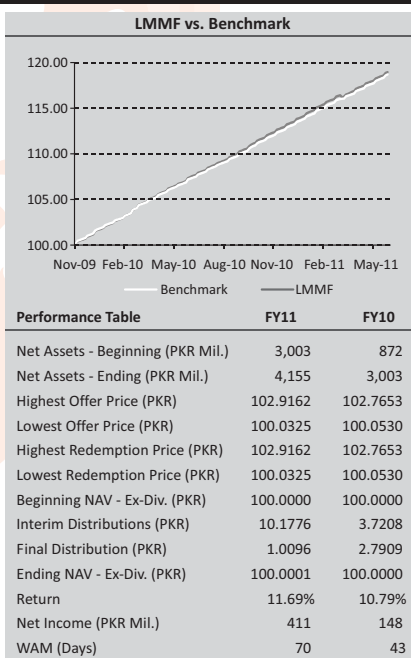 LMMF vs. Benchmark
120.00
115.00
110.00
105.00
100.00
Nov-09 Feb-10 May-10 Aug-10 Nov-10 Feb-11 May-11
Benchmark LMMF
Performance Table FY11 FY10
Net Assets - Beginning (PKR Mil.) 3,003 872
Net Assets - Ending (PKR Mil.) 4,155 3,003
Highest Offer Price (PKR) 102.9162 102.7653
Lowest Offer Price (PKR) 100.0325 100.0530
Highest Redemption Price (PKR) 102.9162 102.7653
Lowest Redemption Price (PKR) 100.0325 100.0530
Beginning NAV - Ex-Div. (PKR) 100.0000 100.0000
Interim Distributions (PKR) 10.1776 3.7208
Final Distribution (PKR) 1.0096 2.7909
Ending NAV - Ex-Div. (PKR) 100.0001 100.0000
Return 11.69% 10.79%
Net Income (PKR Mil.) 411 148
WAM (Days) 70 43